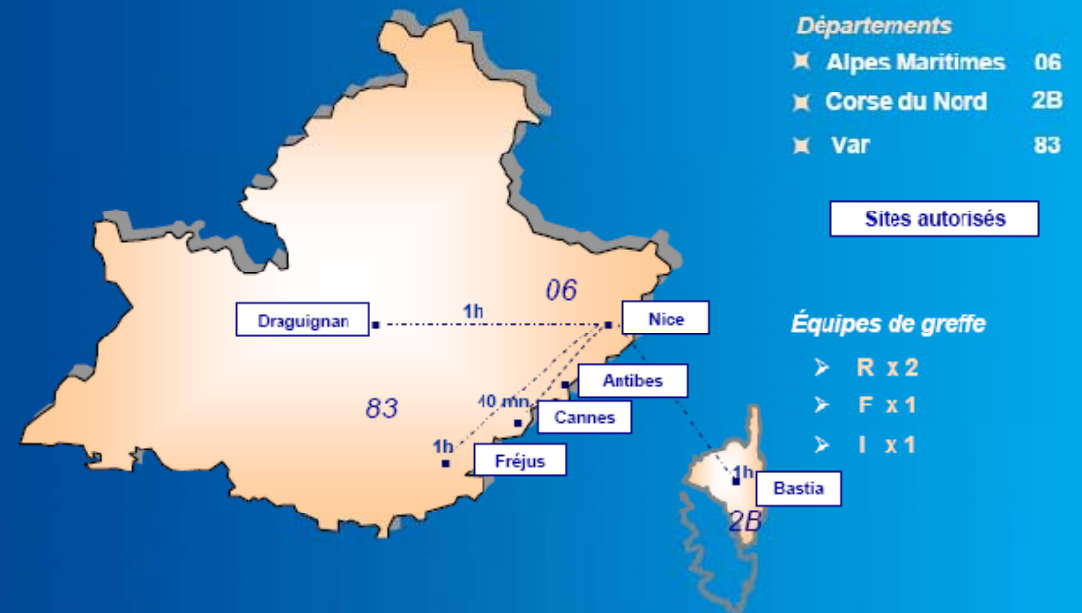 Départements
Alpes Maritimes 06
Corse du Nord 2B
Var 83
Sites autorisés
06
1h
Draguignan
Nice
Équipes de greffe
R x 2
F x 1
I x 1
Antibes
83
40 mn
Cannes
1h
Fréjus
1h
Bastia
2B